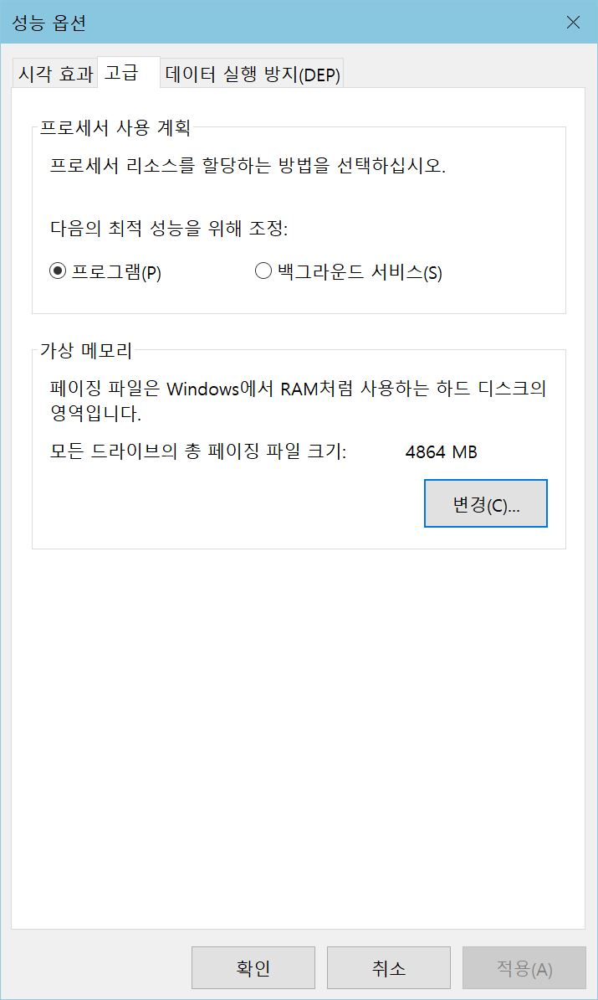 성능 옵션
시각 효과 고급 데이터 실행 방지(DEP)
프로세서 사용 계획
프로세서 리소스를 할당하는 방법을 선택하십시오.
다음의 최적 성능을 위해 조정:
프로그램(P) 백그라운드 서비스(S)
가상 메모리
페이징 파일은 Windows에서 RAM처럼 사용하는 하드 디스크의
영역입니다.
모든 드라이브의 총 페이징 파일 크기: 4864 MB
변경(C)...
확인 취소 적용(A)